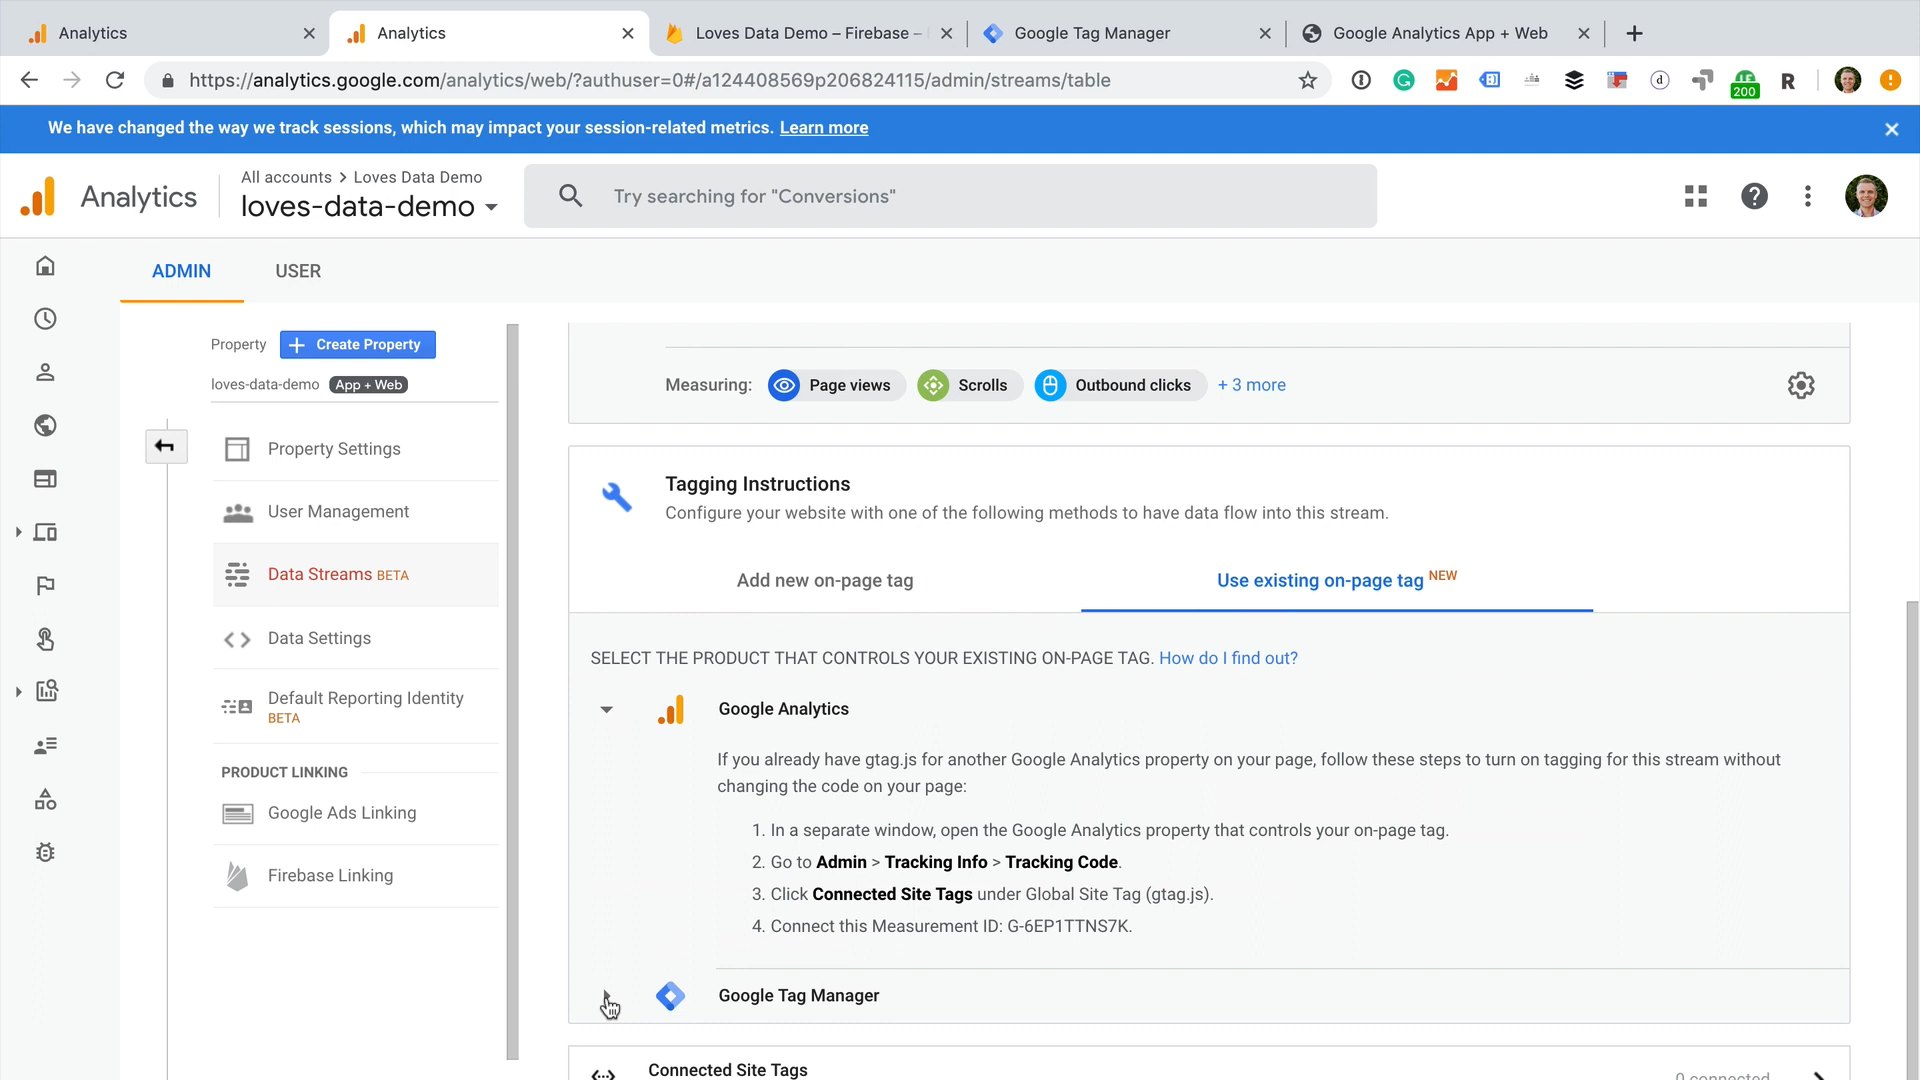 Analytics
Analytics
Loves Data Demo – Firebase –
Google Tag Manager
Google Analytics App + Web
https://analytics.google.com/analytics/web/?authuser=0#/a124408569p206824115/admin/streams/table
200
R
We have changed the way we track sessions, which may impact your session-related metrics. Learn more
Analytics
All accounts > Loves Data Demo
loves-data-demo
Try searching for "Conversions"
ADMIN
USER
Property
Create Property
loves-data-demo
App + Web
Property Settings
User Management
Data Streams BETA
Data Settings
Default Reporting Identity
BETA
PRODUCT LINKING
Google Ads Linking
Firebase Linking
Measuring:
Page views
Scrolls
Outbound clicks
+ 3 more
Tagging Instructions
Configure your website with one of the following methods to have data flow into this stream.
Add new on-page tag
Use existing on-page tag NEW
SELECT THE PRODUCT THAT CONTROLS YOUR EXISTING ON-PAGE TAG. How do I find out?
Google Analytics
If you already have gtag.js for another Google Analytics property on your page, follow these steps to turn on tagging for this stream without
changing the code on your page:
1. In a separate window, open the Google Analytics property that controls your on-page tag.
2. Go to Admin > Tracking Info > Tracking Code.
3. Click Connected Site Tags under Global Site Tag (gtag.js).
4. Connect this Measurement ID: G-6EP1TTNS7K.
Google Tag Manager
Connected Site Tags
0 connected